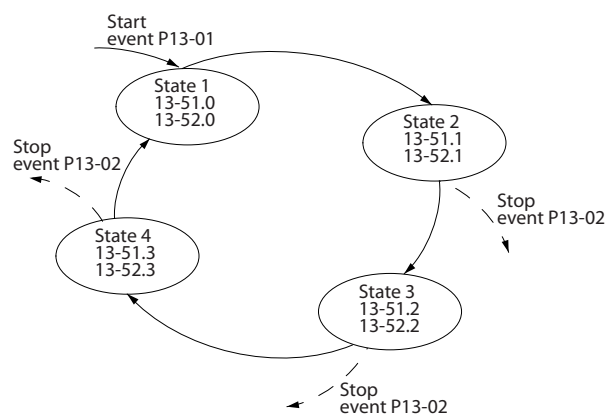 Start
event P13-01
State 1
13-51.0
13-52.0
State 2
13-51.1
13-52.1
Stop
event P13-02
Stop
event P13-02
State 4
13-51.3
13-52.3
State 3
13-51.2
13-52.2
Stop
event P13-02